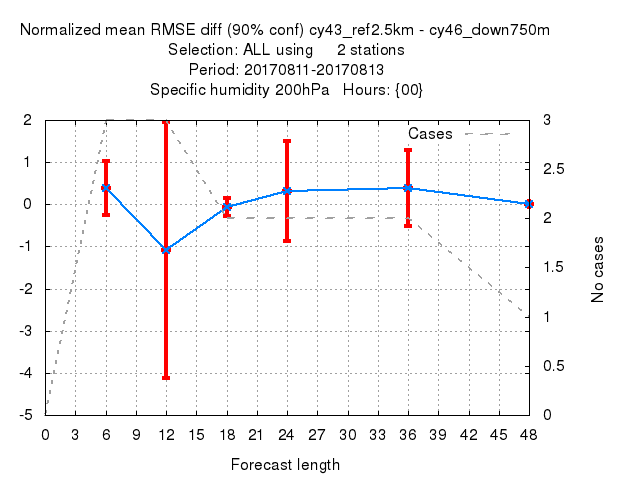 Normalized mean RMSE diff (90% conf) cy43_ref2.5km - cy46_down750m
Selection: ALL using     2 stations
Period: 20170811-20170813
Specific humidity 200hPa   Hours: {00}
Cases
2
1
0
-1
-2
-3
-4
-5
3
2.5
2
1.5
1
0.5
0
No cases
0 3 6 9 12 15 18 21 24 27 30 33 36 39 42 45 48
Forecast length